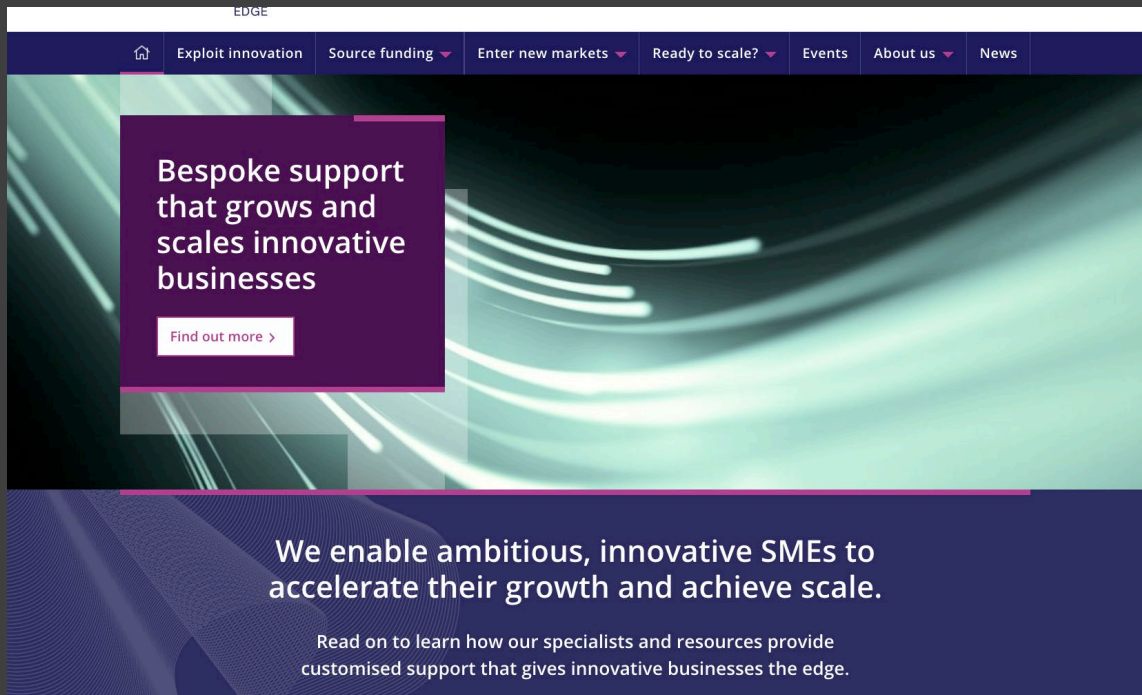 EDGE
Exploit innovation Source funding Enter new markets Ready to scale? Events About us News
Bespoke support
that grows and
scales innovative
businesses
Find out more >
We enable ambitious, innovative SMEs to
accelerate their growth and achieve scale.
Read on to learn how our specialists and resources provide
customised support that gives innovative businesses the edge.